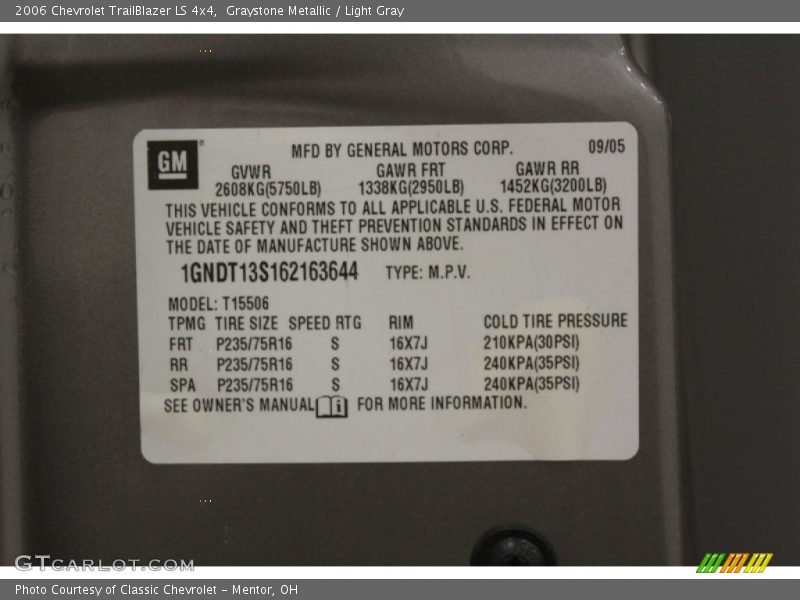 2006 Chevrolet TrailBlazer LS 4x4,  Graystone Metallic / Light Gray
GM
MFD BY GENERAL MOTORS CORP. 09/05
GVWR GAWR FRT GAWR RR
2608KG(5750LB) 1338KG(2950LB) 1452KG(3200LB)
THIS VEHICLE CONFORMS TO ALL APPLICABLE U.S. FEDERAL MOTOR
VEHICLE SAFETY AND THEFT PREVENTION STANDARDS IN EFFECT ON
THE DATE OF MANUFACTURE SHOWN ABOVE.
1GNDT13S162163644 TYPE: M.P.V.
MODEL: T15506
TPMG TIRE SIZE SPEED RTG RIM COLD TIRE PRESSURE
FRT P235/75R16 S 16X7J 210KPA(30PSI)
RR P235/75R16 S 16X7J 240KPA(35PSI)
SPA P235/75R16 S 16X7J 240KPA(35PSI)
SEE OWNER'S MANUAL FOR MORE INFORMATION.
GTCARLOT.COM
Photo Courtesy of Classic Chevrolet - Mentor, OH